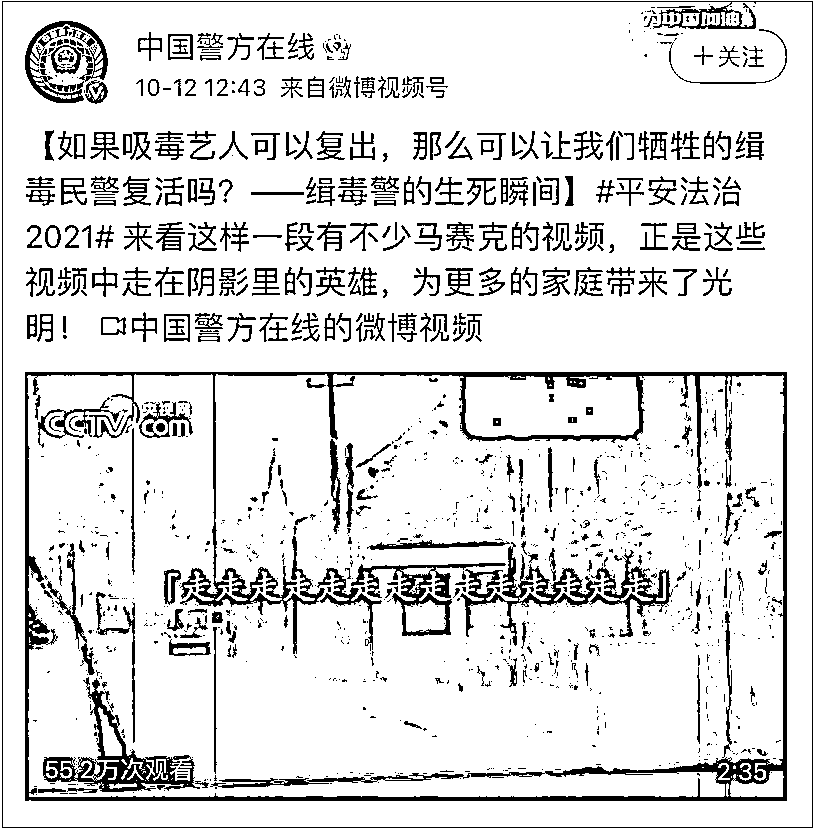 为中国加油
中国警方在线
＋关注
10-12 12:43 来自微博视频号
【如果吸毒艺人可以复出，那么可以让我们牺牲的缉
毒民警复活吗？——缉毒警的生死瞬间】#平安法治
2021# 来看这样一段有不少马赛克的视频，正是这些
视频中走在阴影里的英雄，为更多的家庭带来了光
明！ 中国警方在线的微博视频
CCTV 央视网
com
「走走走走走走走走走走走走走走」
55.2万次观看
2:35